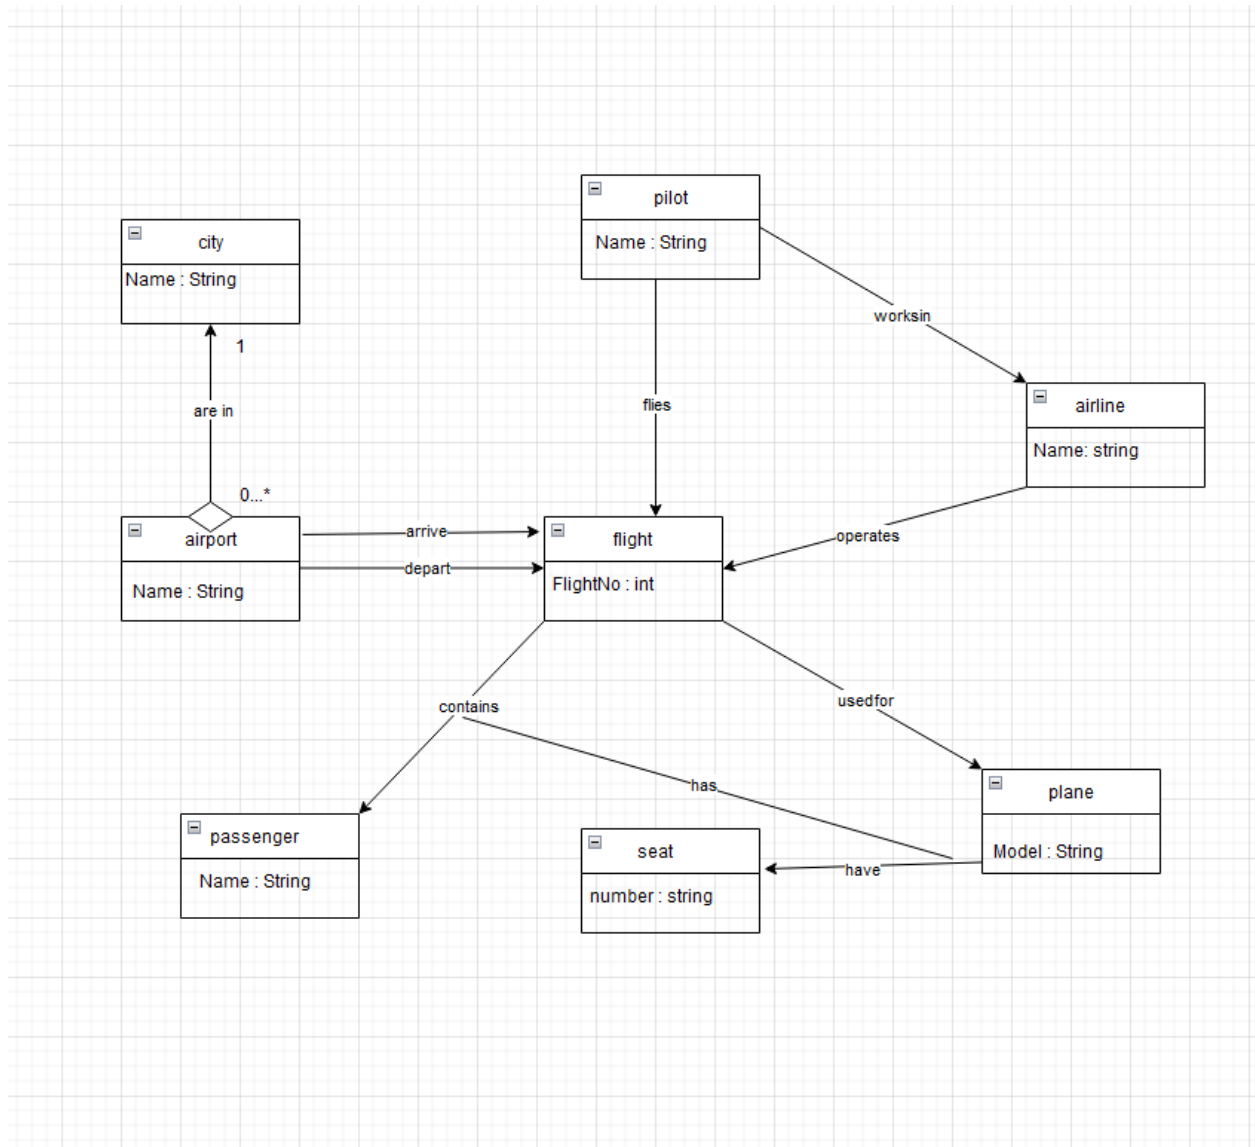 pilot
Name : String
city
Name : String
1
worksin
are in
flies
airline
Name: string
0...*
arrive
operates
airport
flight
depart
Name : String
FlightNo : int
contains
usedfor
has
plane
Model : String
passenger
Name : String
seat
have
number : string